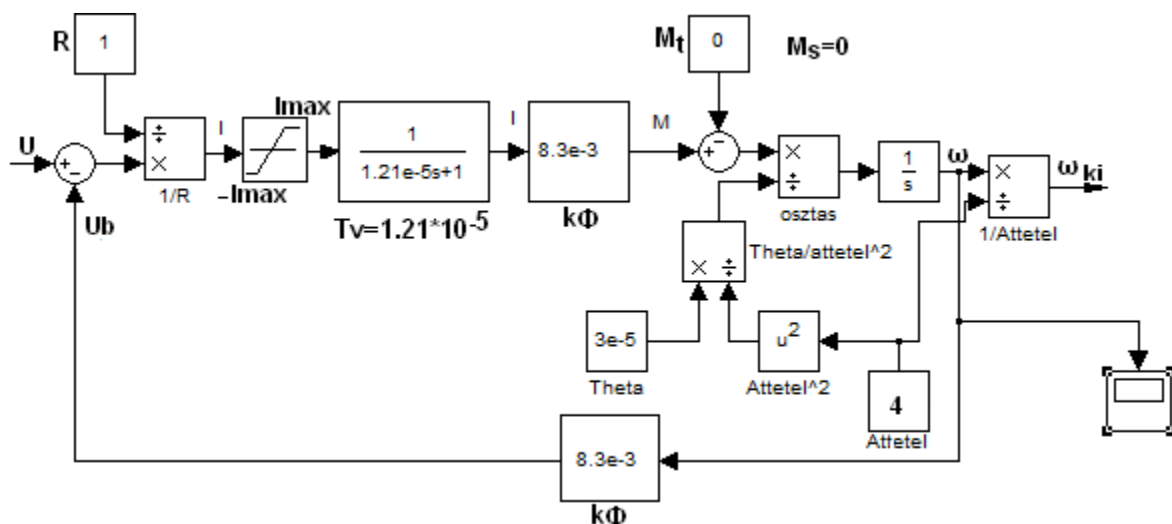 R
1
Mt
0
Ms=0
U
+
−
÷
×
1/R
I
Imax
−Imax
1
1.21e-5s+1
Tv=1.21*10-5
I
8.3e-3
kΦ
M
+
−
×
÷
osztas
1
s
ω
×
÷
1/Attetel
ωki
Ub
× ÷
Theta/attetel^2
3e-5
Theta
u2
Attetel^2
4
Attetel
8.3e-3
kΦ